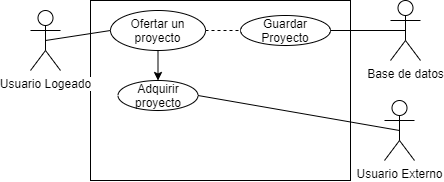 Ofertar un
proyecto
Guardar
Proyecto
Usuario Logeado
Base de datos
Adquirir
proyecto
Usuario Externo